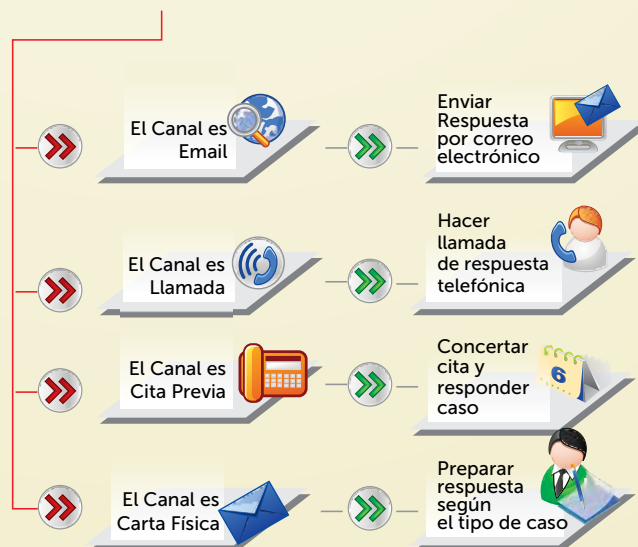 El Canal es
Email
Enviar
Respuesta
por correo
electrónico
El Canal es
Llamada
Hacer
llamada
de respuesta
telefónica
El Canal es
Cita Previa
Concertar
cita y
responder
caso
6
El Canal es
Carta Física
Preparar
respuesta
según
el tipo de caso